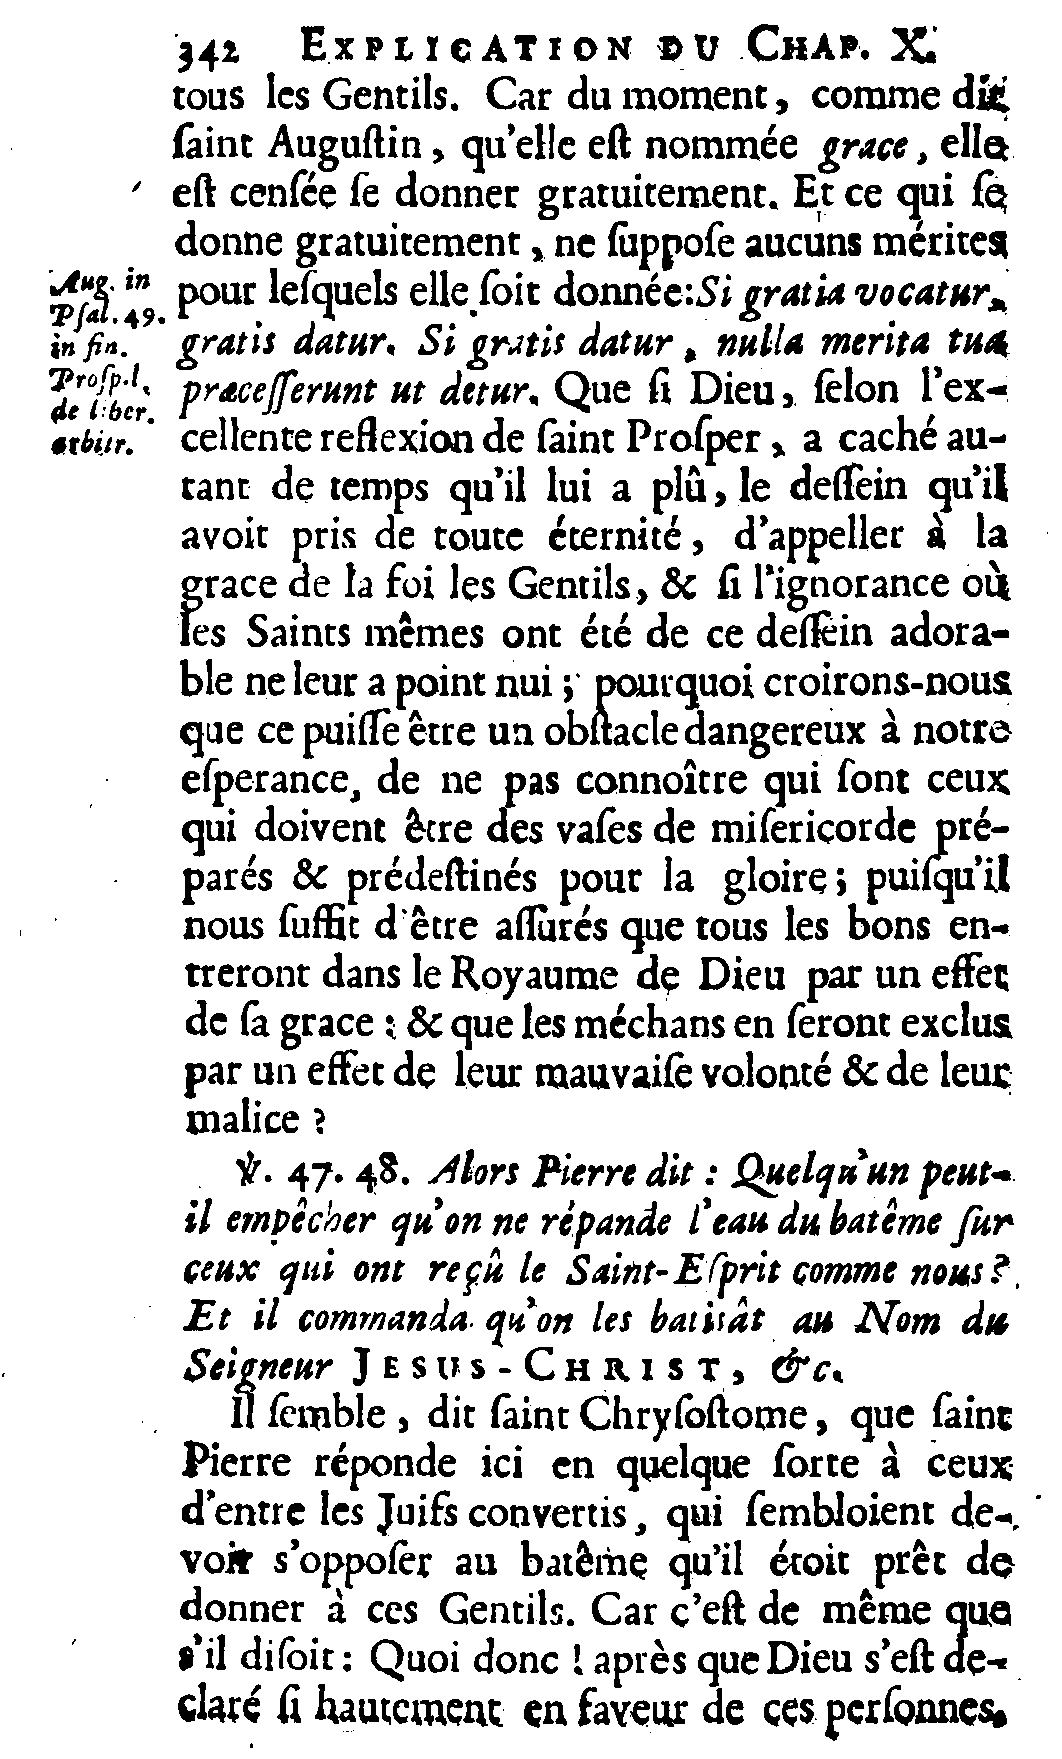 342 EXPLICATION DU CHAP. X.
tous les Gentils. Car du moment, comme dit
ſaint Auguſtin, qu'elle eſt nommée grace, elle
eſt cenſée ſe donner gratuitement. Et ce qui ſe
donne gratuitement, ne ſuppoſe aucuns mérites
pour leſquels elle ſoit donnée: Si gratia vocatur,
gratis datur. Si gratis datur, nulla merita tua
præceſſerunt ut detur. Que ſi Dieu, ſelon l'ex-
cellente reflexion de ſaint Proſper, a caché au-
tant de temps qu'il lui a plû, le deſſein qu'il
avoit pris de toute éternité, d'appeller à la
grace de la foi les Gentils, & ſi l'ignorance où
les Saints mêmes ont été de ce deſſein adora-
ble ne leur a point nui; pourquoi croirons-nous
que ce puiſſe être un obſtacle dangereux à notre
eſperance, de ne pas connoître qui ſont ceux
qui doivent être des vaſes de miſericorde pré-
parés & prédeſtinés pour la gloire; puiſqu'il
nous ſuffit d'être aſſurés que tous les bons en-
treront dans le Royaume de Dieu par un effet
de ſa grace; & que les méchans en ſeront exclus
par un effet de leur mauvaiſe volonté & de leur
malice?
℣. 47. 48. Alors Pierre dit: Quelqu'un peut-
il empêcher qu'on ne répande l'eau du batême ſur
ceux qui ont reçû le Saint-Eſprit comme nous?
Et il commanda qu'on les batisât au Nom du
Seigneur JESUS-CHRIST, &c.
Il ſemble, dit ſaint Chryſoſtome, que ſaint
Pierre réponde ici en quelque ſorte à ceux
d'entre les Juifs convertis, qui ſembloient de-
voir s'oppoſer au batême qu'il étoit prêt de
donner à ces Gentils. Car c'eſt de même que
s'il diſoit: Quoi donc! après que Dieu s'eſt de-
claré ſi hautement en faveur de ces perſonnes,
Aug. in
Pſal. 49.
in fin.
Proſp. l.
de liber.
arbitr.